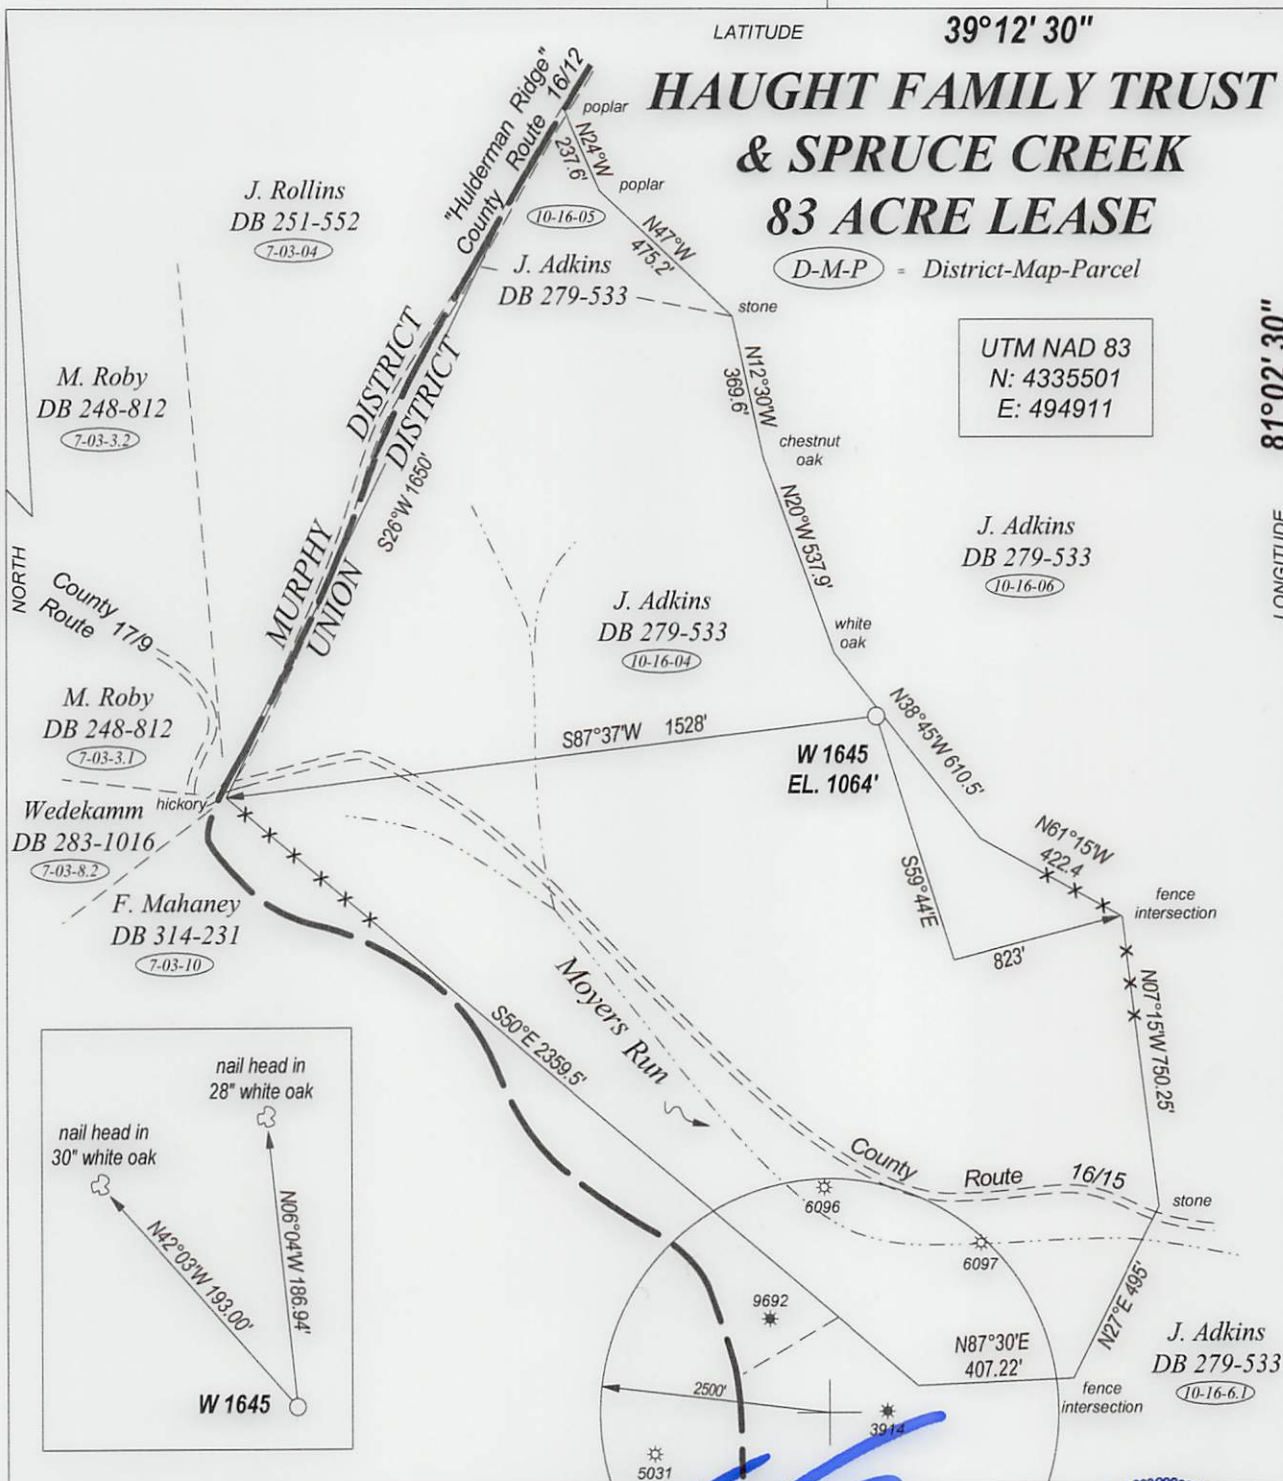 LATITUDE 39°12' 30"
HAUGHT FAMILY TRUST
& SPRUCE CREEK
83 ACRE LEASE
D-M-P = District-Map-Parcel
UTM NAD 83
N: 4335501
E: 494911
81°02' 30"
LONGITUDE
"Hulderman Ridge"
County Route 16/12
poplar
N24°W
237.6'
poplar
10-16-05
N47°W
475.2'
J. Rollins
DB 251-552
7-03-04
J. Adkins
DB 279-533
stone
M. Roby
DB 248-812
7-03-3.2
MURPHY DISTRICT
UNION DISTRICT
S26°W 1650'
N12°30'W
369.6'
chestnut
oak
N20°W 537.9'
J. Adkins
DB 279-533
10-16-06
NORTH
County Route 17/9
J. Adkins
DB 279-533
10-16-04
white
oak
M. Roby
DB 248-812
7-03-3.1
S87°37'W 1528'
N38°45'W 610.5'
W 1645
EL. 1064'
hickory
Wedekamm
DB 283-1016
7-03-8.2
N61°15'W
422.4
S59°44'E
823'
fence
intersection
F. Mahaney
DB 314-231
7-03-10
Moyers Run
S50°E 2359.5'
N07°15'W 750.25'
nail head in
28" white oak
nail head in
30" white oak
N06°04'W 186.94'
N42°03'W 193.00'
W 1645
County Route 16/15
stone
6096
6097
9692
N27°E 495'
N87°30'E
407.22'
J. Adkins
DB 279-533
10-16-6.1
2500'
fence
intersection
3914
5031